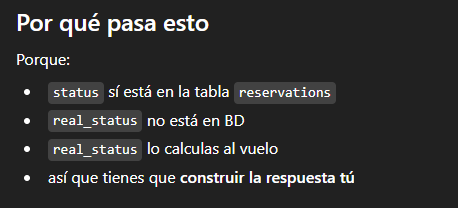 Por qué pasa esto
Porque:
• status sí está en la tabla reservations
• real_status no está en BD
• real_status lo calculas al vuelo
• así que tienes que construir la respuesta tú